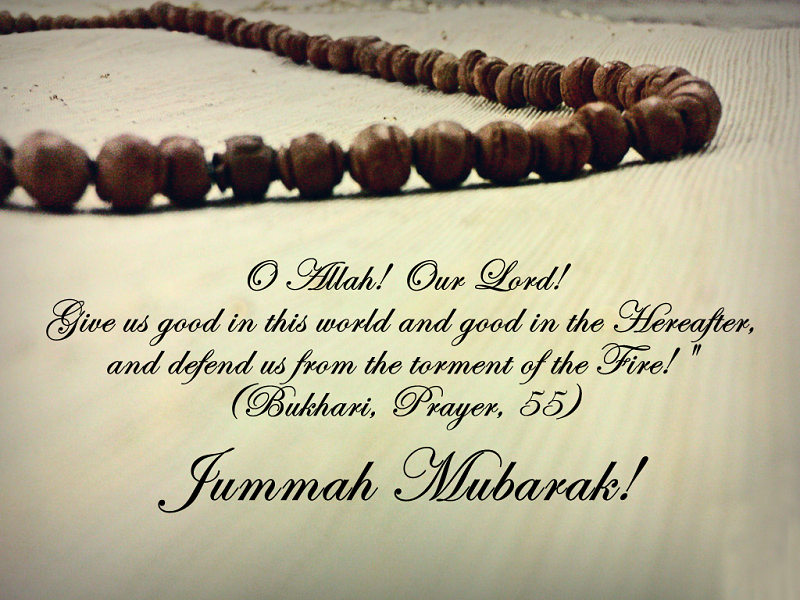 O Allah! Our Lord!
Give us good in this world and good in the Hereafter,
and defend us from the torment of the Fire! "
(Bukhari, Prayer, 55)
Jummah Mubarak!